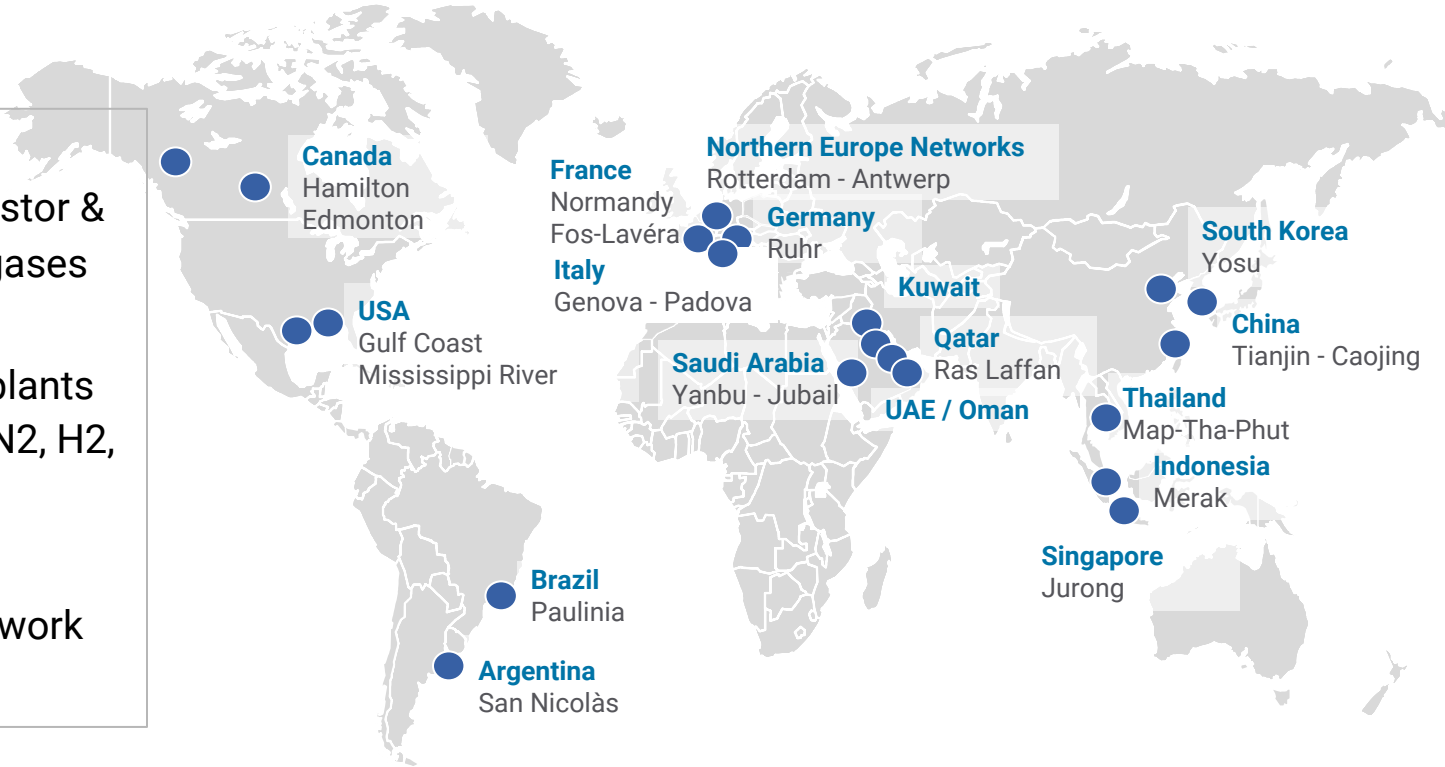 stor &
gases
plants
N2, H2,
work
Canada
Hamilton
Edmonton
USA
Gulf Coast
Mississippi River
Brazil
Paulinia
Argentina
San Nicolàs
France
Normandy
Fos-Lavéra
Italy
Genova - Padova
Northern Europe Networks
Rotterdam - Antwerp
Germany
Ruhr
Kuwait
Qatar
Ras Laffan
Saudi Arabia
Yanbu - Jubail
UAE / Oman
South Korea
Yosu
China
Tianjin - Caojing
Thailand
Map-Tha-Phut
Indonesia
Merak
Singapore
Jurong